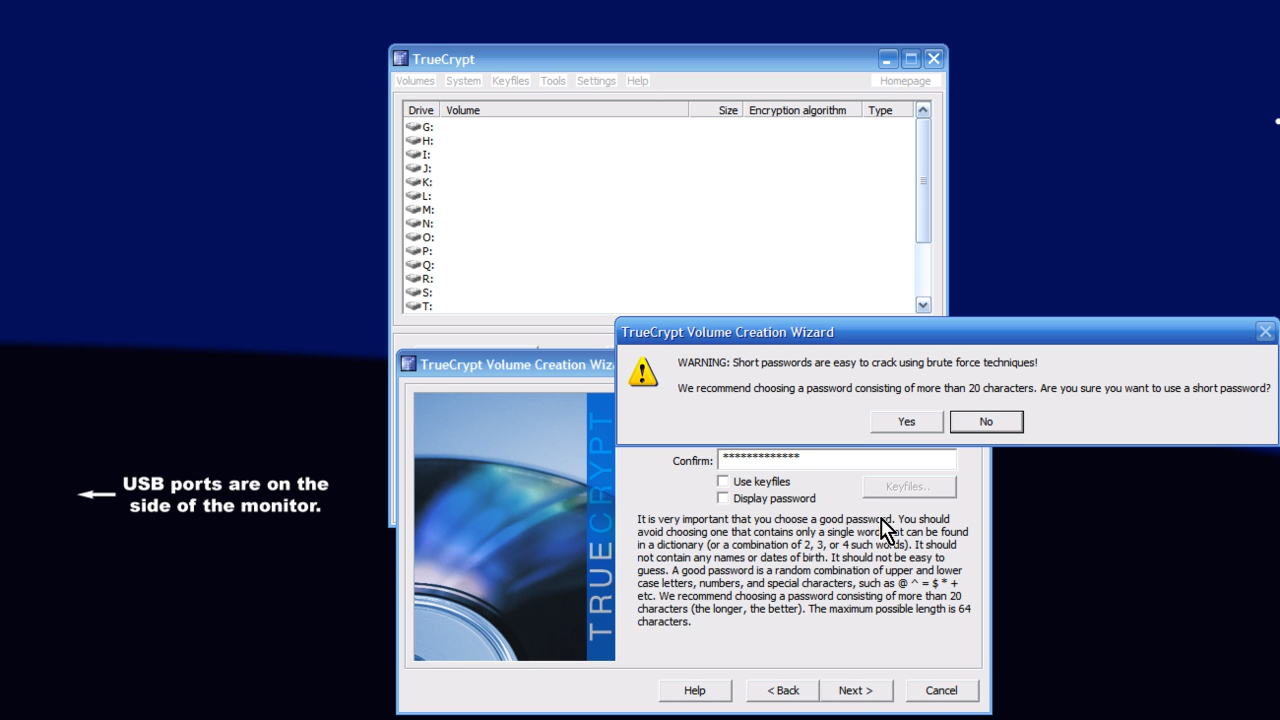 TrueCrypt
Volumes System Keyfiles Tools Settings Help Homepage
Drive Volume Size Encryption algorithm Type
G:
H:
I:
J:
K:
L:
M:
N:
O:
P:
Q:
R:
S:
T:
TrueCrypt Volume Creation Wizard
WARNING: Short passwords are easy to crack using brute force techniques!
We recommend choosing a password consisting of more than 20 characters. Are you sure you want to use a short password?
Yes No
TrueCrypt Volume Creation Wiz
TRUECRYPT
Confirm: *************
Use keyfiles Keyfiles..
Display password
It is very important that you choose a good password. You should
avoid choosing one that contains only a single word that can be found
in a dictionary (or a combination of 2, 3, or 4 such words). It should
not contain any names or dates of birth. It should not be easy to
guess. A good password is a random combination of upper and lower
case letters, numbers, and special characters, such as @ ^ = $ * +
etc. We recommend choosing a password consisting of more than 20
characters (the longer, the better). The maximum possible length is 64
characters.
Help < Back Next > Cancel
USB ports are on the
side of the monitor.